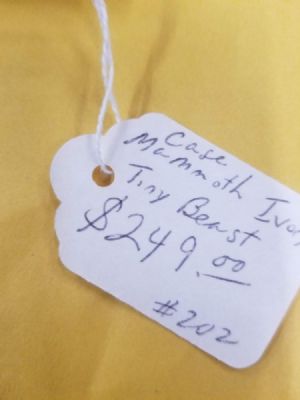 Case
Mammoth Ivor
Tiny Beast
$249.00
#202